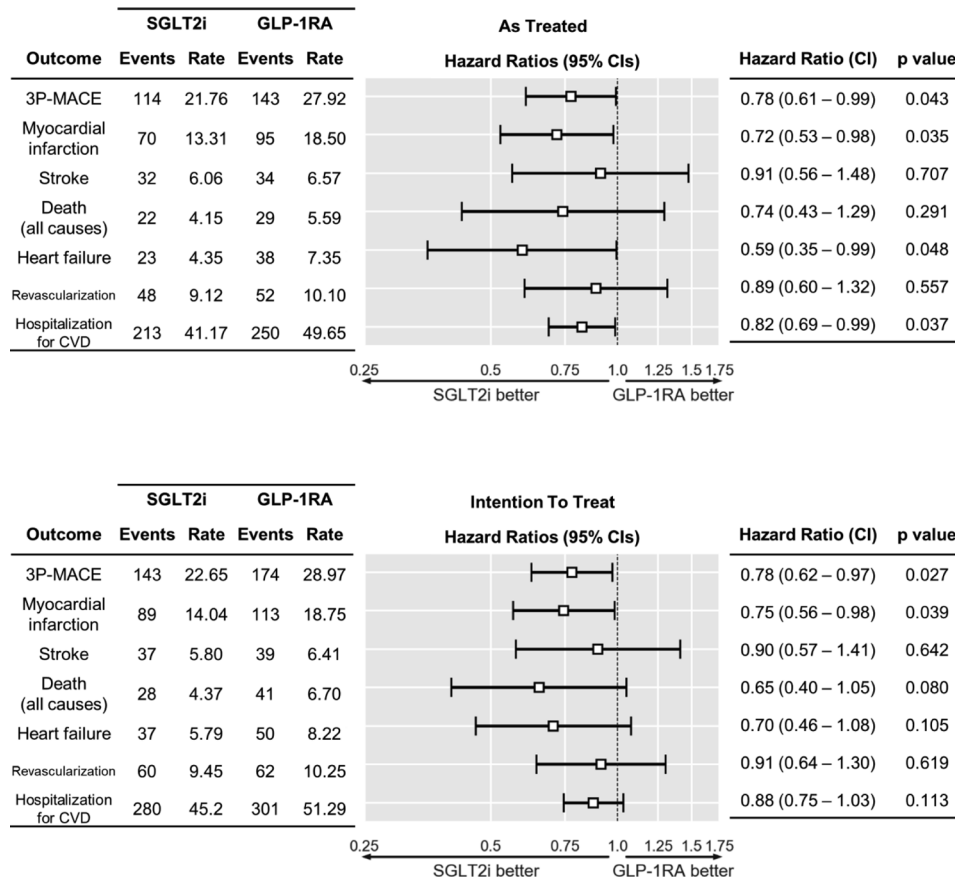 SGLT2i GLP-1RA As Treated
Outcome Events Rate Events Rate Hazard Ratios (95% CIs) Hazard Ratio (CI) p value
3P-MACE 114 21.76 143 27.92 0.78 (0.61 – 0.99) 0.043
Myocardial
infarction 70 13.31 95 18.50 0.72 (0.53 – 0.98) 0.035
Stroke 32 6.06 34 6.57 0.91 (0.56 – 1.48) 0.707
Death
(all causes) 22 4.15 29 5.59 0.74 (0.43 – 1.29) 0.291
Heart failure 23 4.35 38 7.35 0.59 (0.35 – 0.99) 0.048
Revascularization 48 9.12 52 10.10 0.89 (0.60 – 1.32) 0.557
Hospitalization
for CVD 213 41.17 250 49.65 0.82 (0.69 – 0.99) 0.037
0.25 0.5 0.75 1.0 1.25 1.5 1.75
SGLT2i better GLP-1RA better
SGLT2i GLP-1RA Intention To Treat
Outcome Events Rate Events Rate Hazard Ratios (95% CIs) Hazard Ratio (CI) p value
3P-MACE 143 22.65 174 28.97 0.78 (0.62 – 0.97) 0.027
Myocardial
infarction 89 14.04 113 18.75 0.75 (0.56 – 0.98) 0.039
Stroke 37 5.80 39 6.41 0.90 (0.57 – 1.41) 0.642
Death
(all causes) 28 4.37 41 6.70 0.65 (0.40 – 1.05) 0.080
Heart failure 37 5.79 50 8.22 0.70 (0.46 – 1.08) 0.105
Revascularization 60 9.45 62 10.25 0.91 (0.64 – 1.30) 0.619
Hospitalization
for CVD 280 45.2 301 51.29 0.88 (0.75 – 1.03) 0.113
0.25 0.5 0.75 1.0 1.25 1.5 1.75
SGLT2i better GLP-1RA better